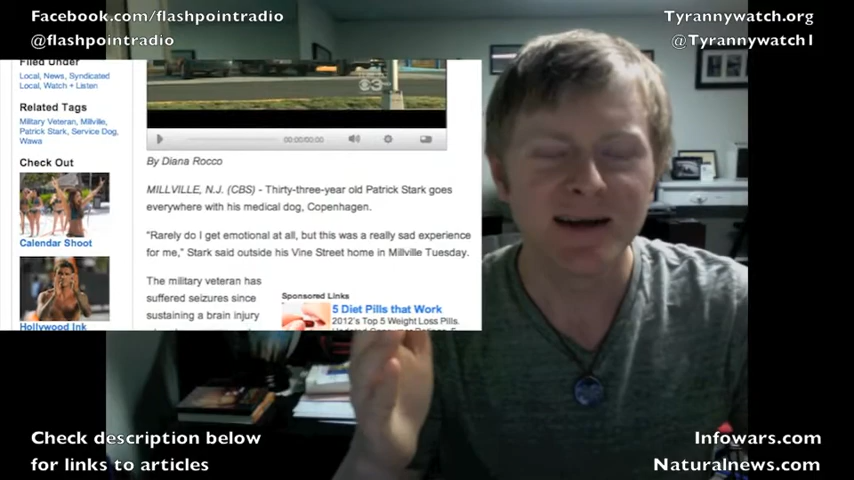 Facebook.com/flashpointradio
@flashpointradio
Tyrannywatch.org
@Tyrannywatch1
Filed Under
Local, News, Syndicated
Local, Watch + Listen
Related Tags
Military Veteran, Millville,
Patrick Stark, Service Dog,
Wawa
Check Out
Calendar Shoot
Hollywood Ink
3
00:00/00:00
By Diana Rocco
MILLVILLE, N.J. (CBS) - Thirty-three-year old Patrick Stark goes
everywhere with his medical dog, Copenhagen.
"Rarely do I get emotional at all, but this was a really sad experience
for me," Stark said outside his Vine Street home in Millville Tuesday.
The military veteran has
suffered seizures since
sustaining a brain injury
Sponsored Links
5 Diet Pills that Work
2012's Top 5 Weight Loss Pills.
Check description below
for links to articles
Infowars.com
Naturalnews.com